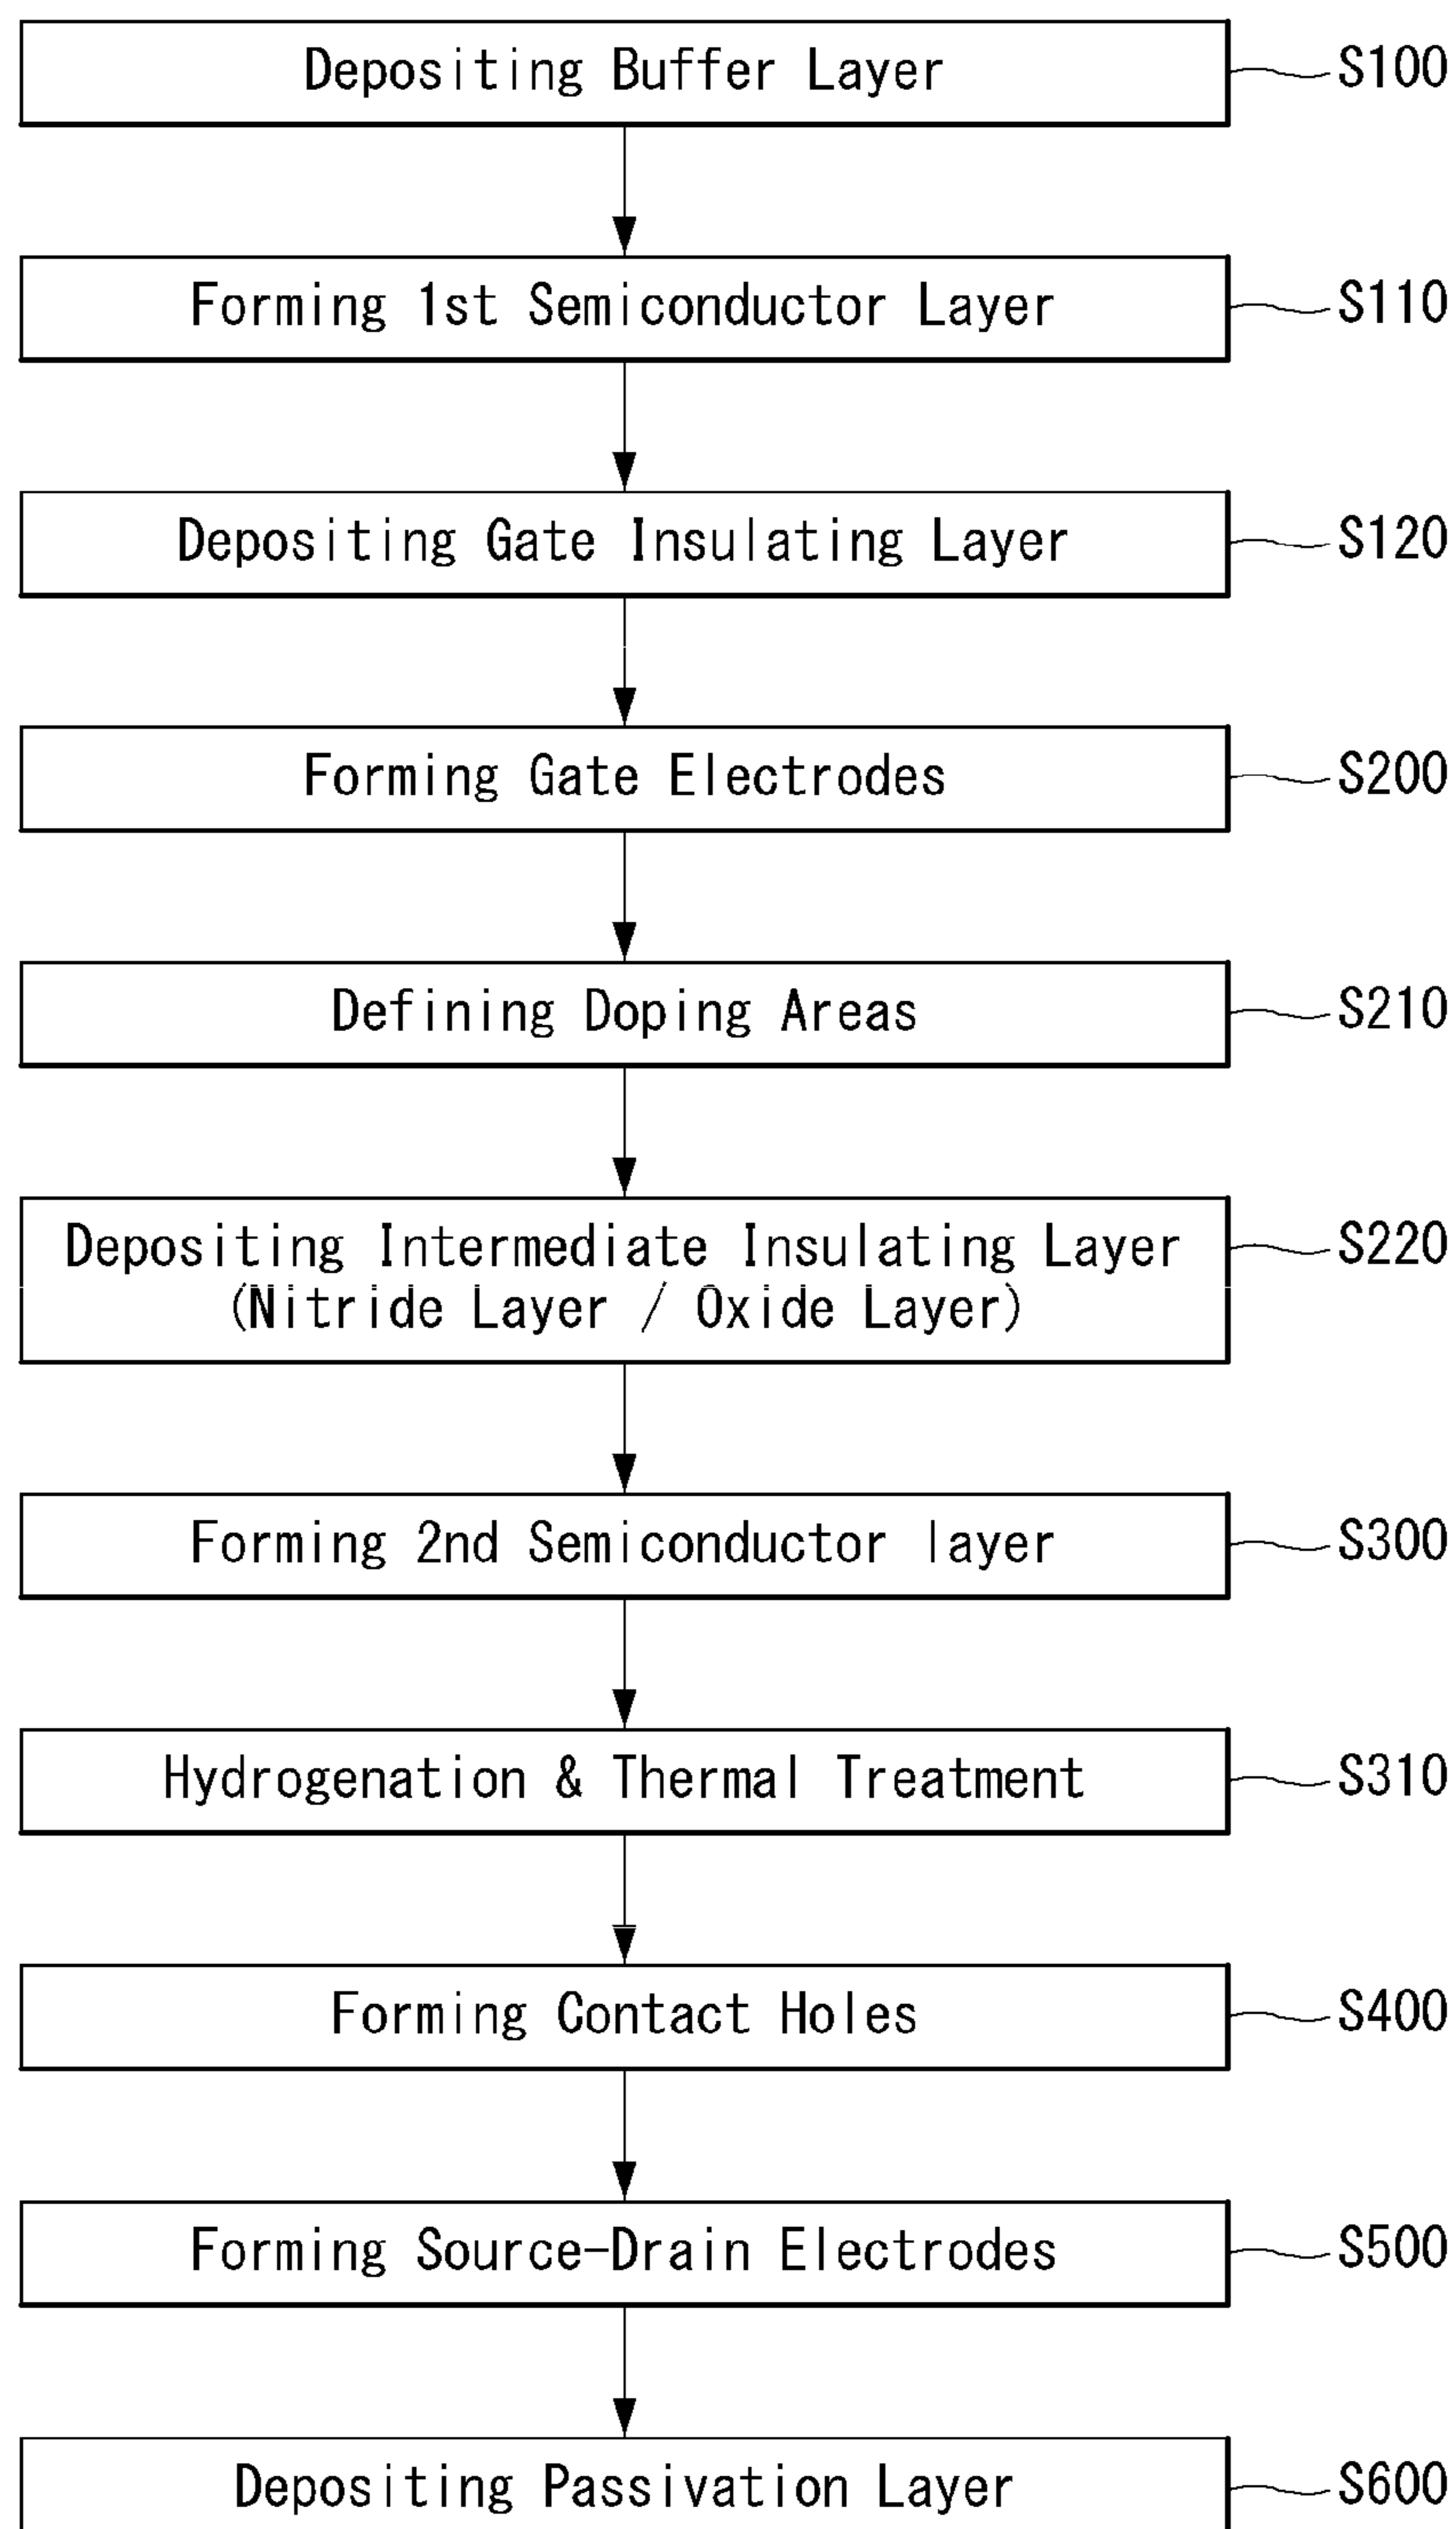 Depositing Buffer Layer S100
Forming 1st Semiconductor Layer S110
Depositing Gate Insulating Layer S120
Forming Gate Electrodes S200
Defining Doping Areas S210
Depositing Intermediate Insulating Layer S220
(Nitride Layer / Oxide Layer)
Forming 2nd Semiconductor layer S300
Hydrogenation & Thermal Treatment S310
Forming Contact Holes S400
Forming Source-Drain Electrodes S500
Depositing Passivation Layer S600